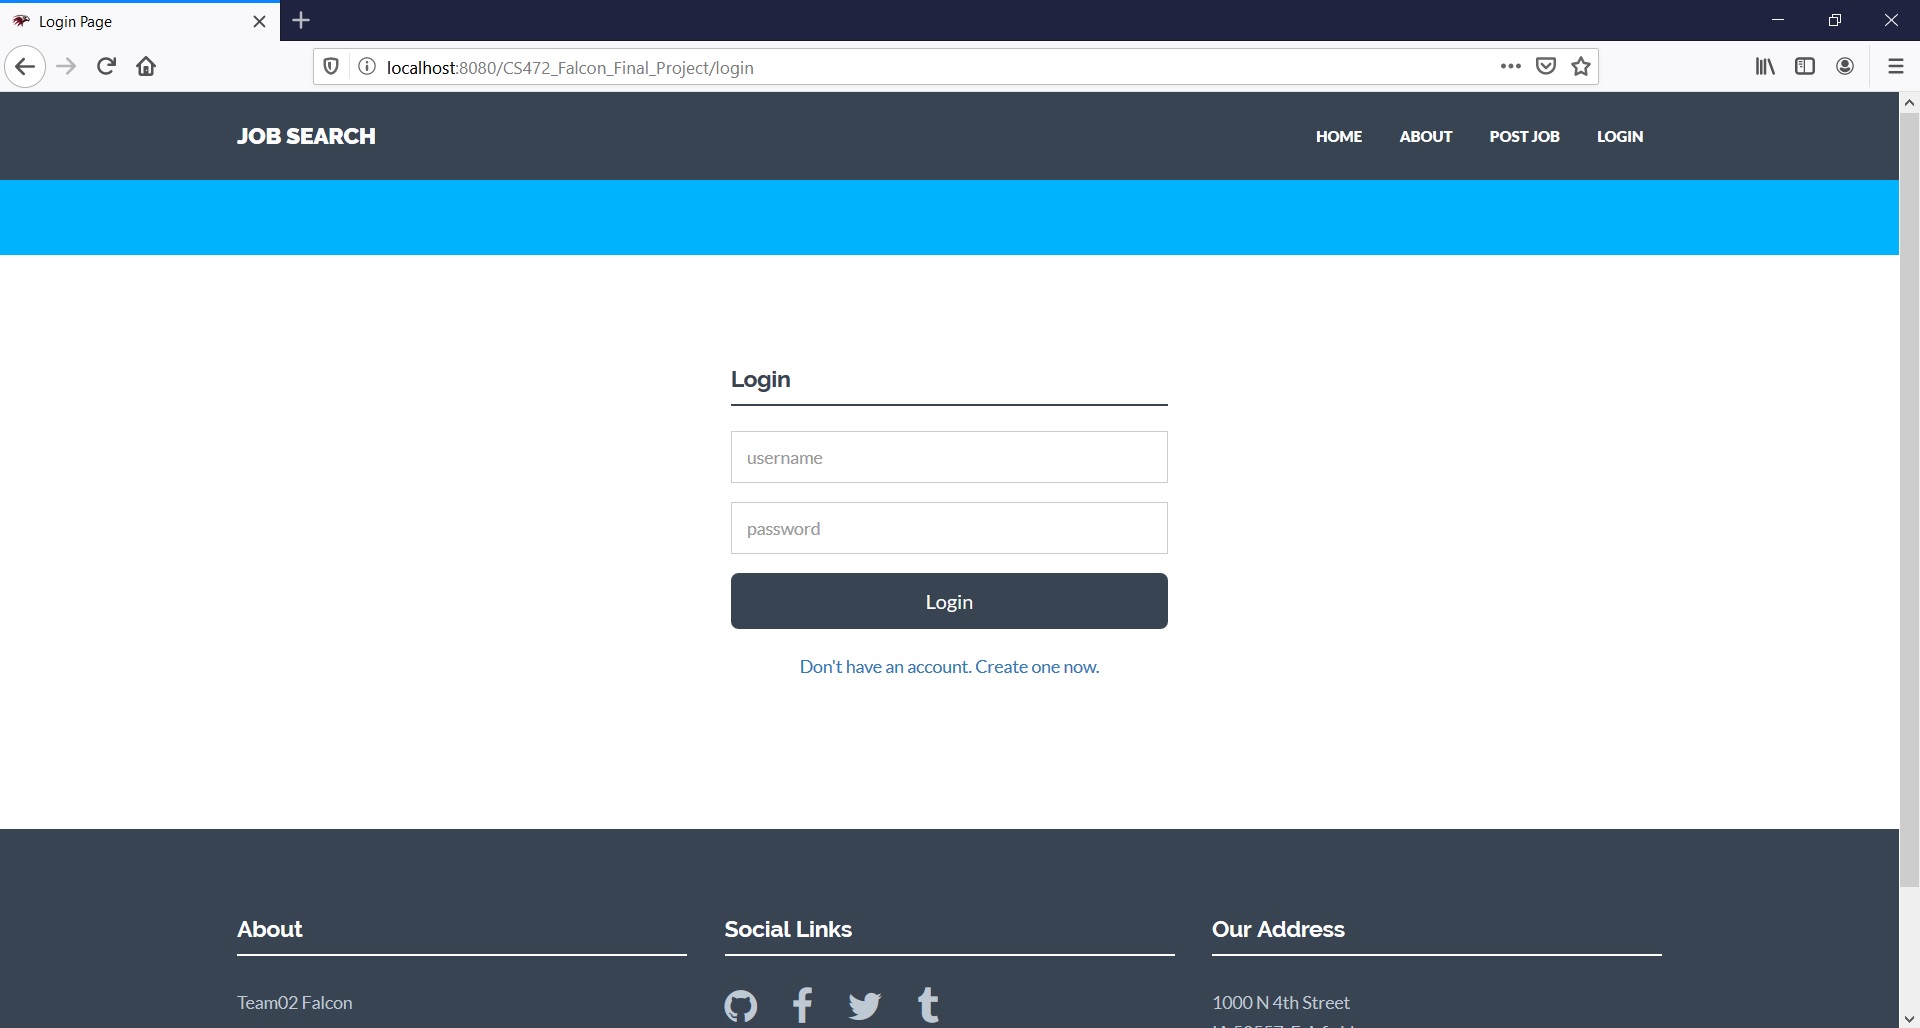 Login Page
localhost:8080/CS472_Falcon_Final_Project/login
JOB SEARCH
HOME ABOUT POST JOB LOGIN
Login
username
password
Login
Don't have an account. Create one now.
About Social Links Our Address
Team02 Falcon
1000 N 4th Street